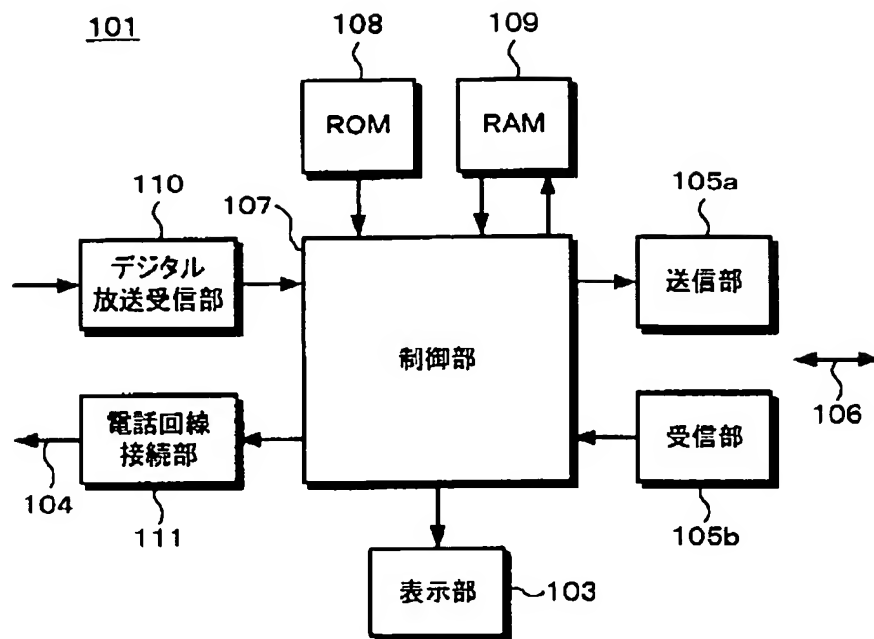 101
108
109
ROM
RAM
110
107
105a
デジタル
放送受信部
送信部
制御部
106
電話回線
接続部
受信部
104
111
105b
表示部
103